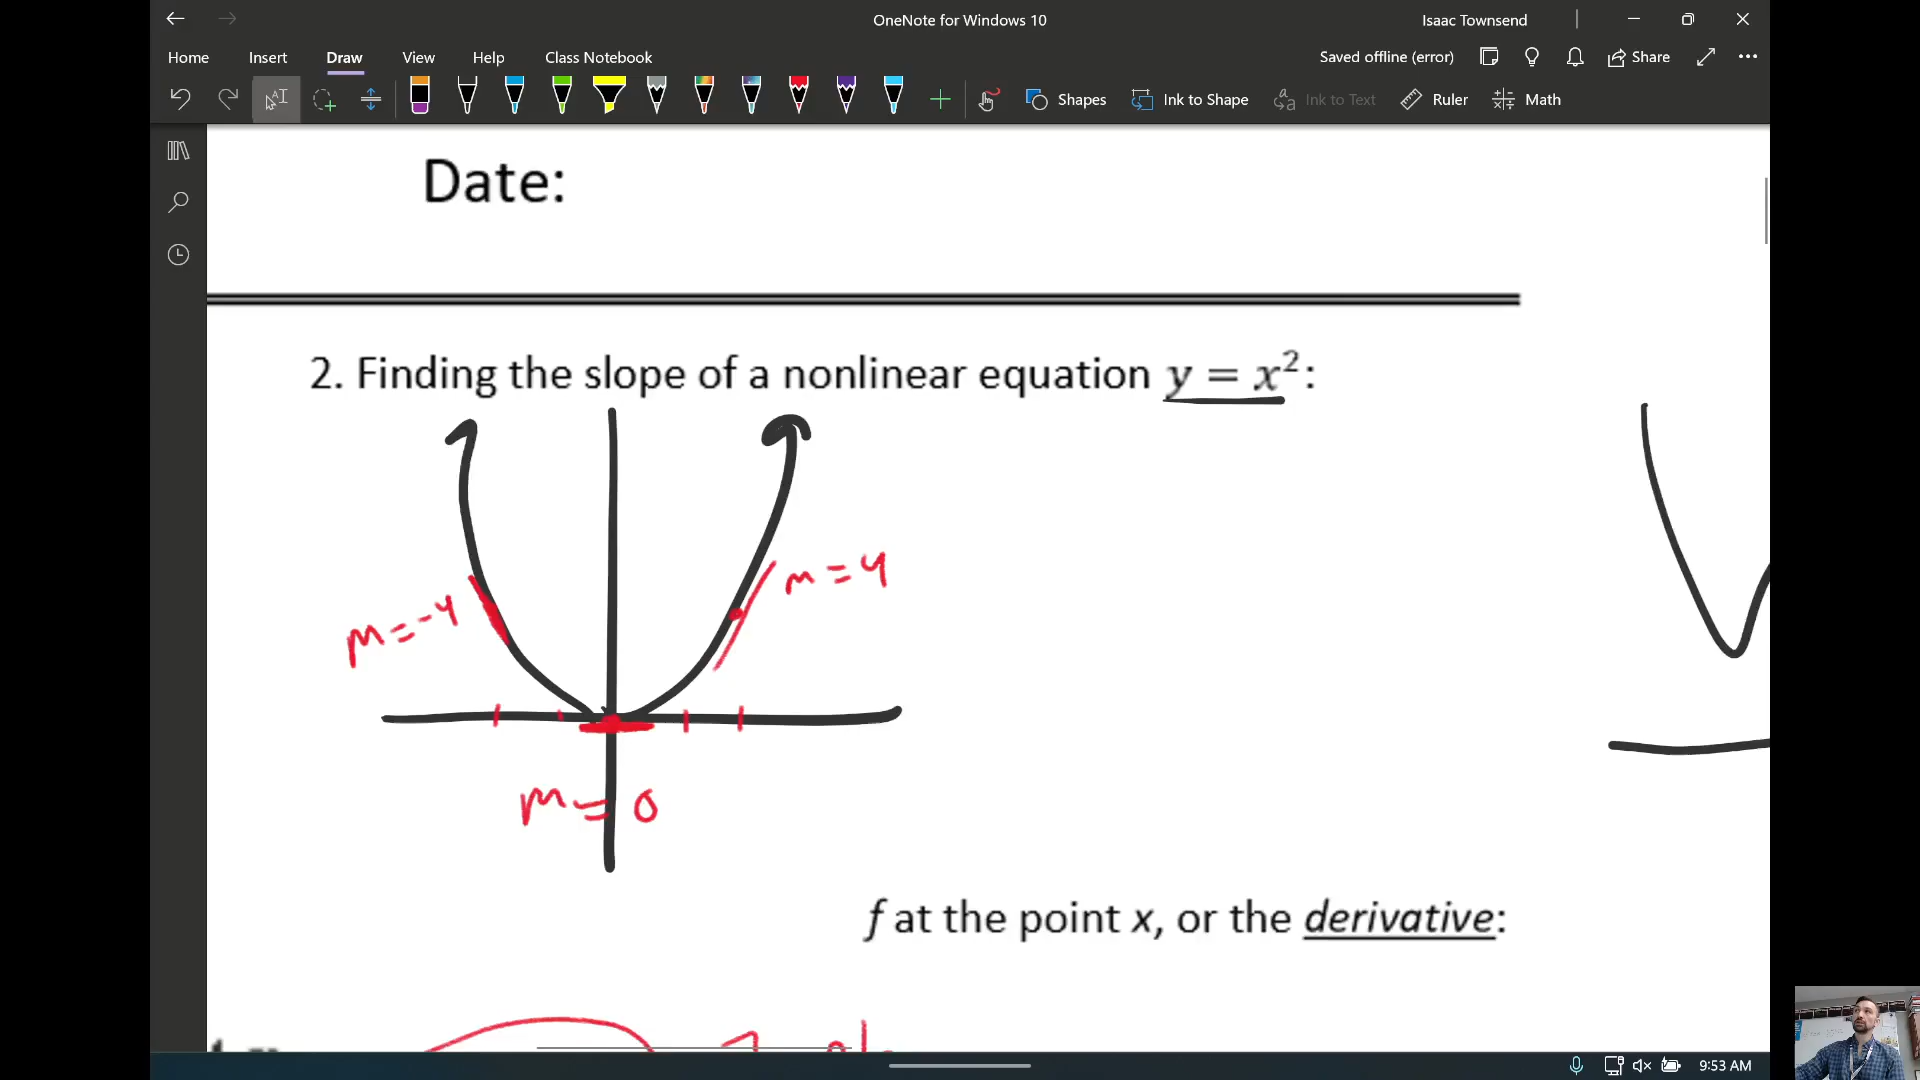 OneNote for Windows 10
Isaac Townsend
Home Insert Draw View Help Class Notebook
Saved offline (error) Share
Shapes Ink to Shape Ink to Text Ruler Math
Date:
2. Finding the slope of a nonlinear equation y = x²:
m = 4
m = -4
m = 0
f at the point x, or the derivative:
9:53 AM